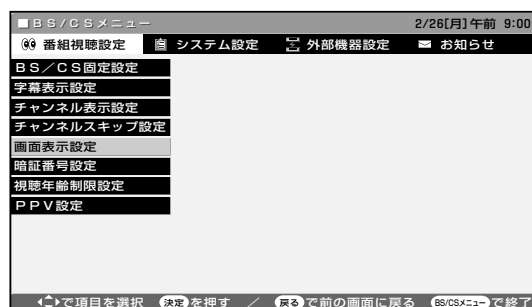 ■BS/CSメニュー 2/26[月]午前 9:00
番組視聴設定 システム設定 外部機器設定 お知らせ
BS/CS固定設定
字幕表示設定
チャンネル表示設定
チャンネルスキップ設定
画面表示設定
暗証番号設定
視聴年齢制限設定
PPV設定
で項目を選択 決定を押す / 戻るで前の画面に戻る BS/CSメニューで終了